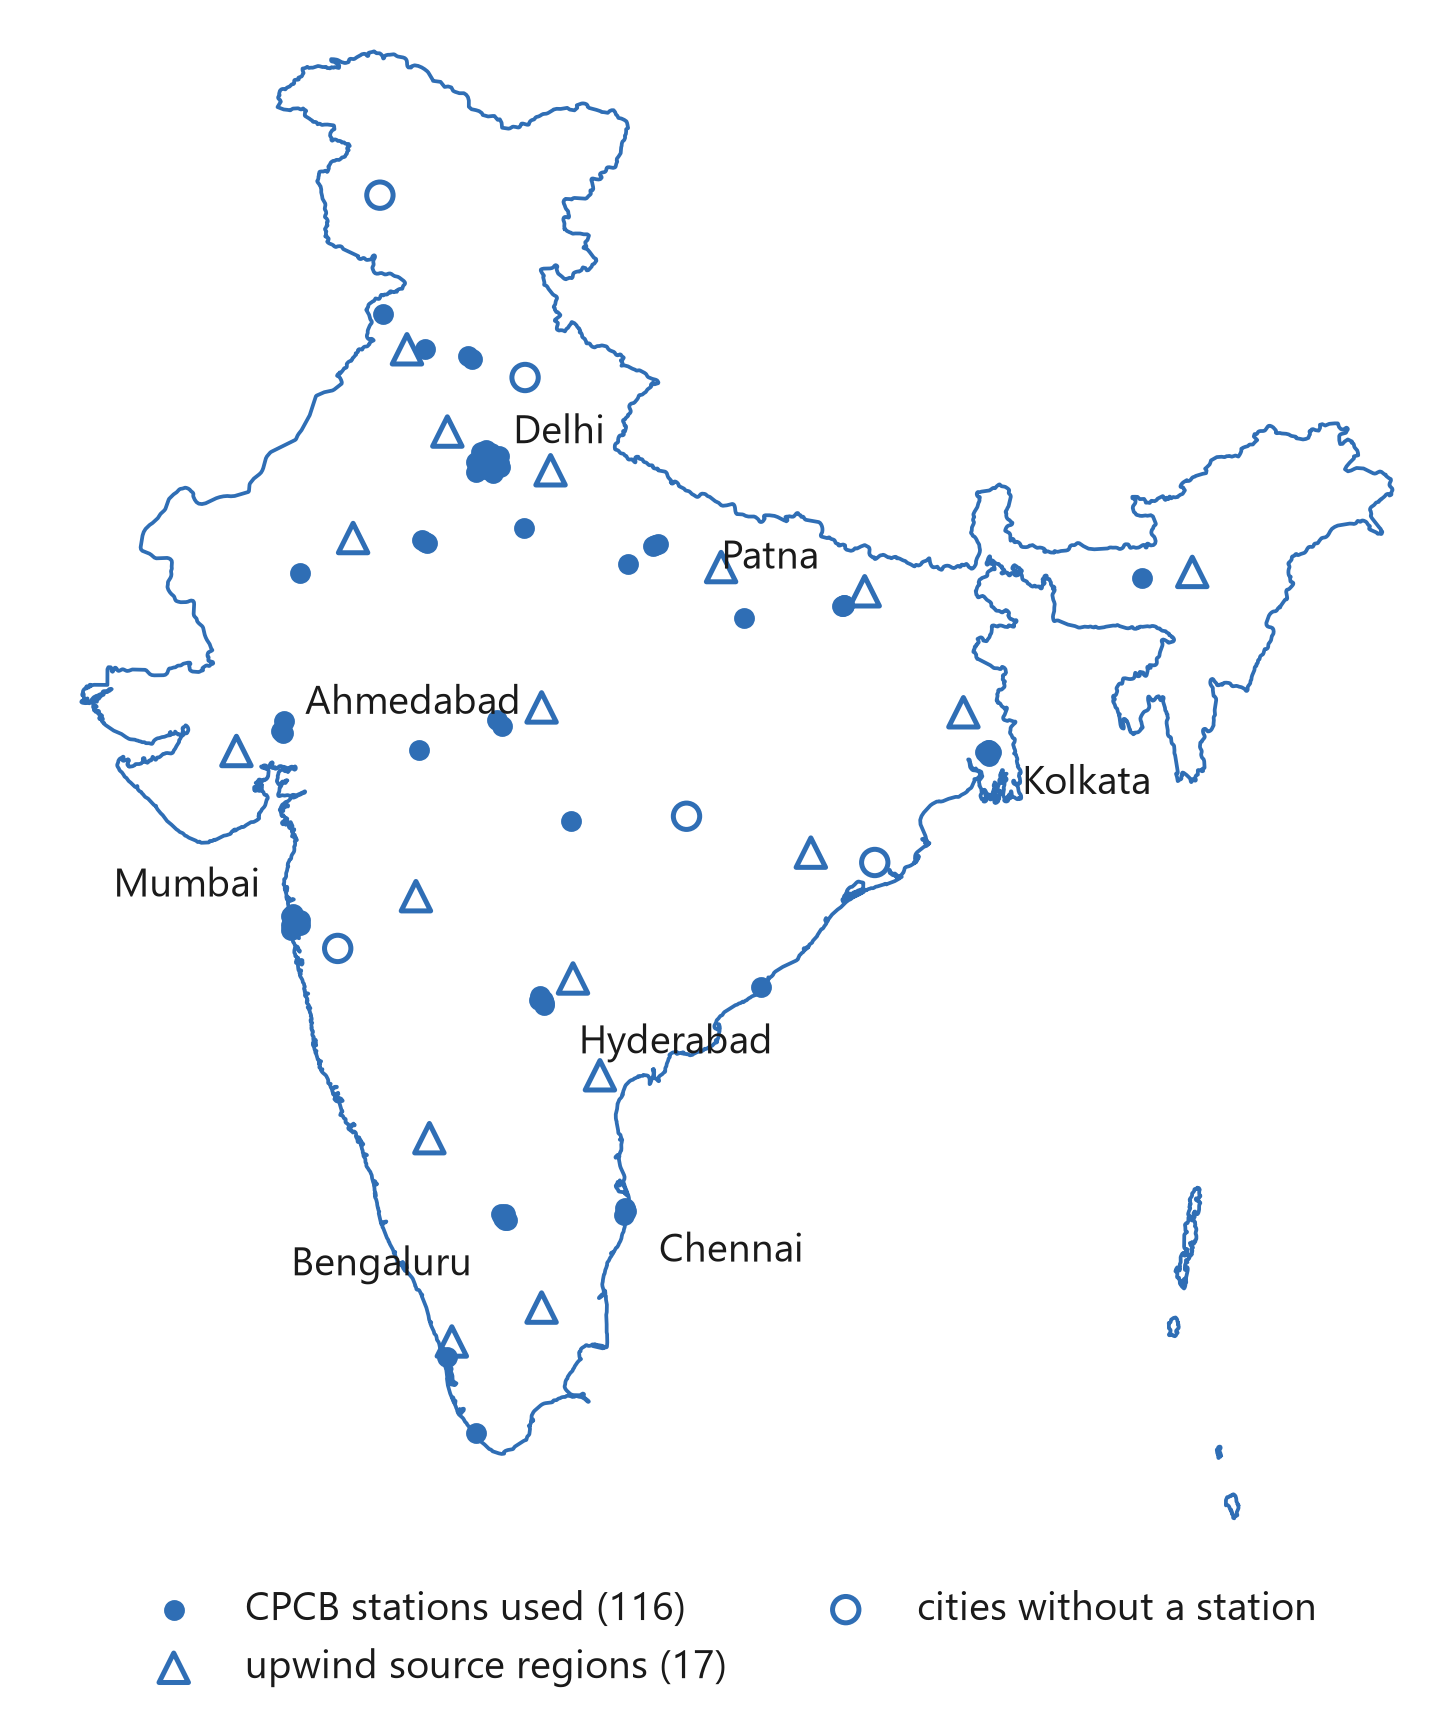 Delhi
Patna
Ahmedabad
Kolkata
Mumbai
Hyderabad
Chennai
Bengaluru
CPCB stations used (116)
cities without a station
upwind source regions (17)